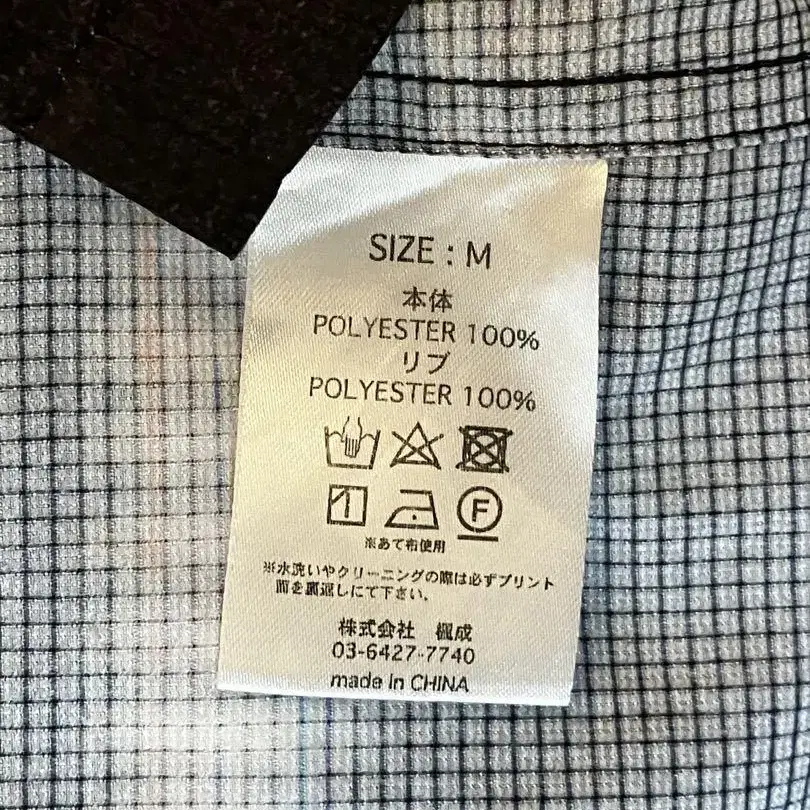 SIZE : M
本体
POLYESTER 100%
リブ
POLYESTER 100%
F
※あて布使用
※水洗いやクリーニングの際は必ずプリント
面を裏返しにて下さい。
株式会社 楓成
03-6427-7740
made In CHINA